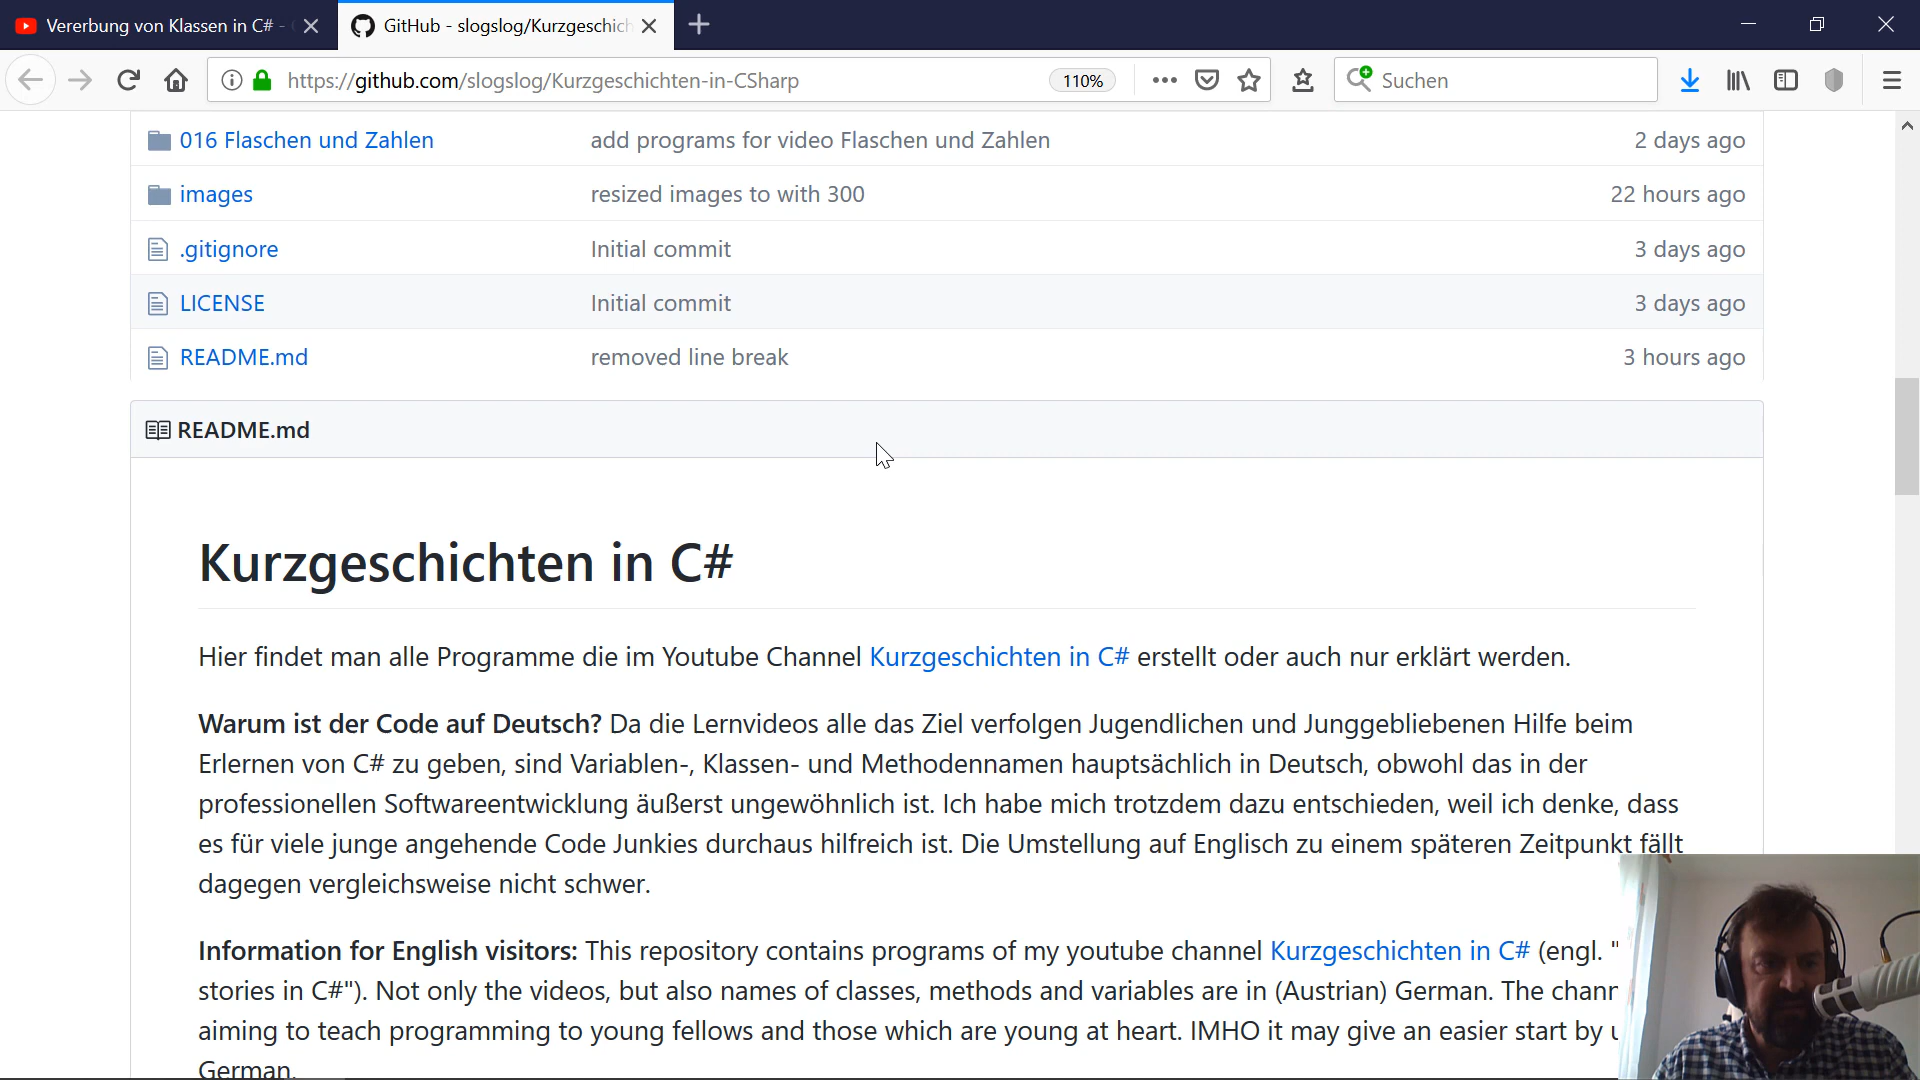 Vererbung von Klassen in C# -
GitHub - slogslog/Kurzgeschich
https://github.com/slogslog/Kurzgeschichten-in-CSharp
110%
Suchen
016 Flaschen und Zahlen add programs for video Flaschen und Zahlen 2 days ago
images resized images to with 300 22 hours ago
.gitignore Initial commit 3 days ago
LICENSE Initial commit 3 days ago
README.md removed line break 3 hours ago
README.md
Kurzgeschichten in C#
Hier findet man alle Programme die im Youtube Channel Kurzgeschichten in C# erstellt oder auch nur erklärt werden.
Warum ist der Code auf Deutsch? Da die Lernvideos alle das Ziel verfolgen Jugendlichen und Junggebliebenen Hilfe beim
Erlernen von C# zu geben, sind Variablen-, Klassen- und Methodennamen hauptsächlich in Deutsch, obwohl das in der
professionellen Softwareentwicklung äußerst ungewöhnlich ist. Ich habe mich trotzdem dazu entschieden, weil ich denke, dass
es für viele junge angehende Code Junkies durchaus hilfreich ist. Die Umstellung auf Englisch zu einem späteren Zeitpunkt fällt
dagegen vergleichsweise nicht schwer.
Information for English visitors: This repository contains programs of my youtube channel Kurzgeschichten in C# (engl. "
stories in C#"). Not only the videos, but also names of classes, methods and variables are in (Austrian) German. The chann
aiming to teach programming to young fellows and those which are young at heart. IMHO it may give an easier start by u
German.